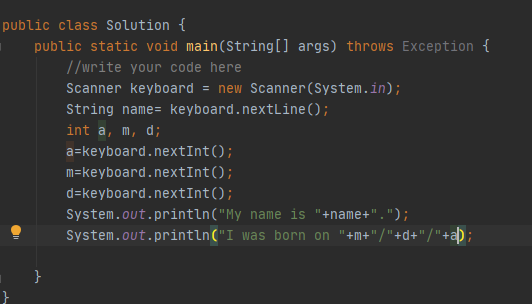 public class Solution {
public static void main(String[] args) throws Exception {
//write your code here
Scanner keyboard = new Scanner(System.in);
String name= keyboard.nextLine();
int a, m, d;
a=keyboard.nextInt();
m=keyboard.nextInt();
d=keyboard.nextInt();
System.out.println("My name is "+name+".");
System.out.println("I was born on "+m+"/"+d+"/"+a);
}
}